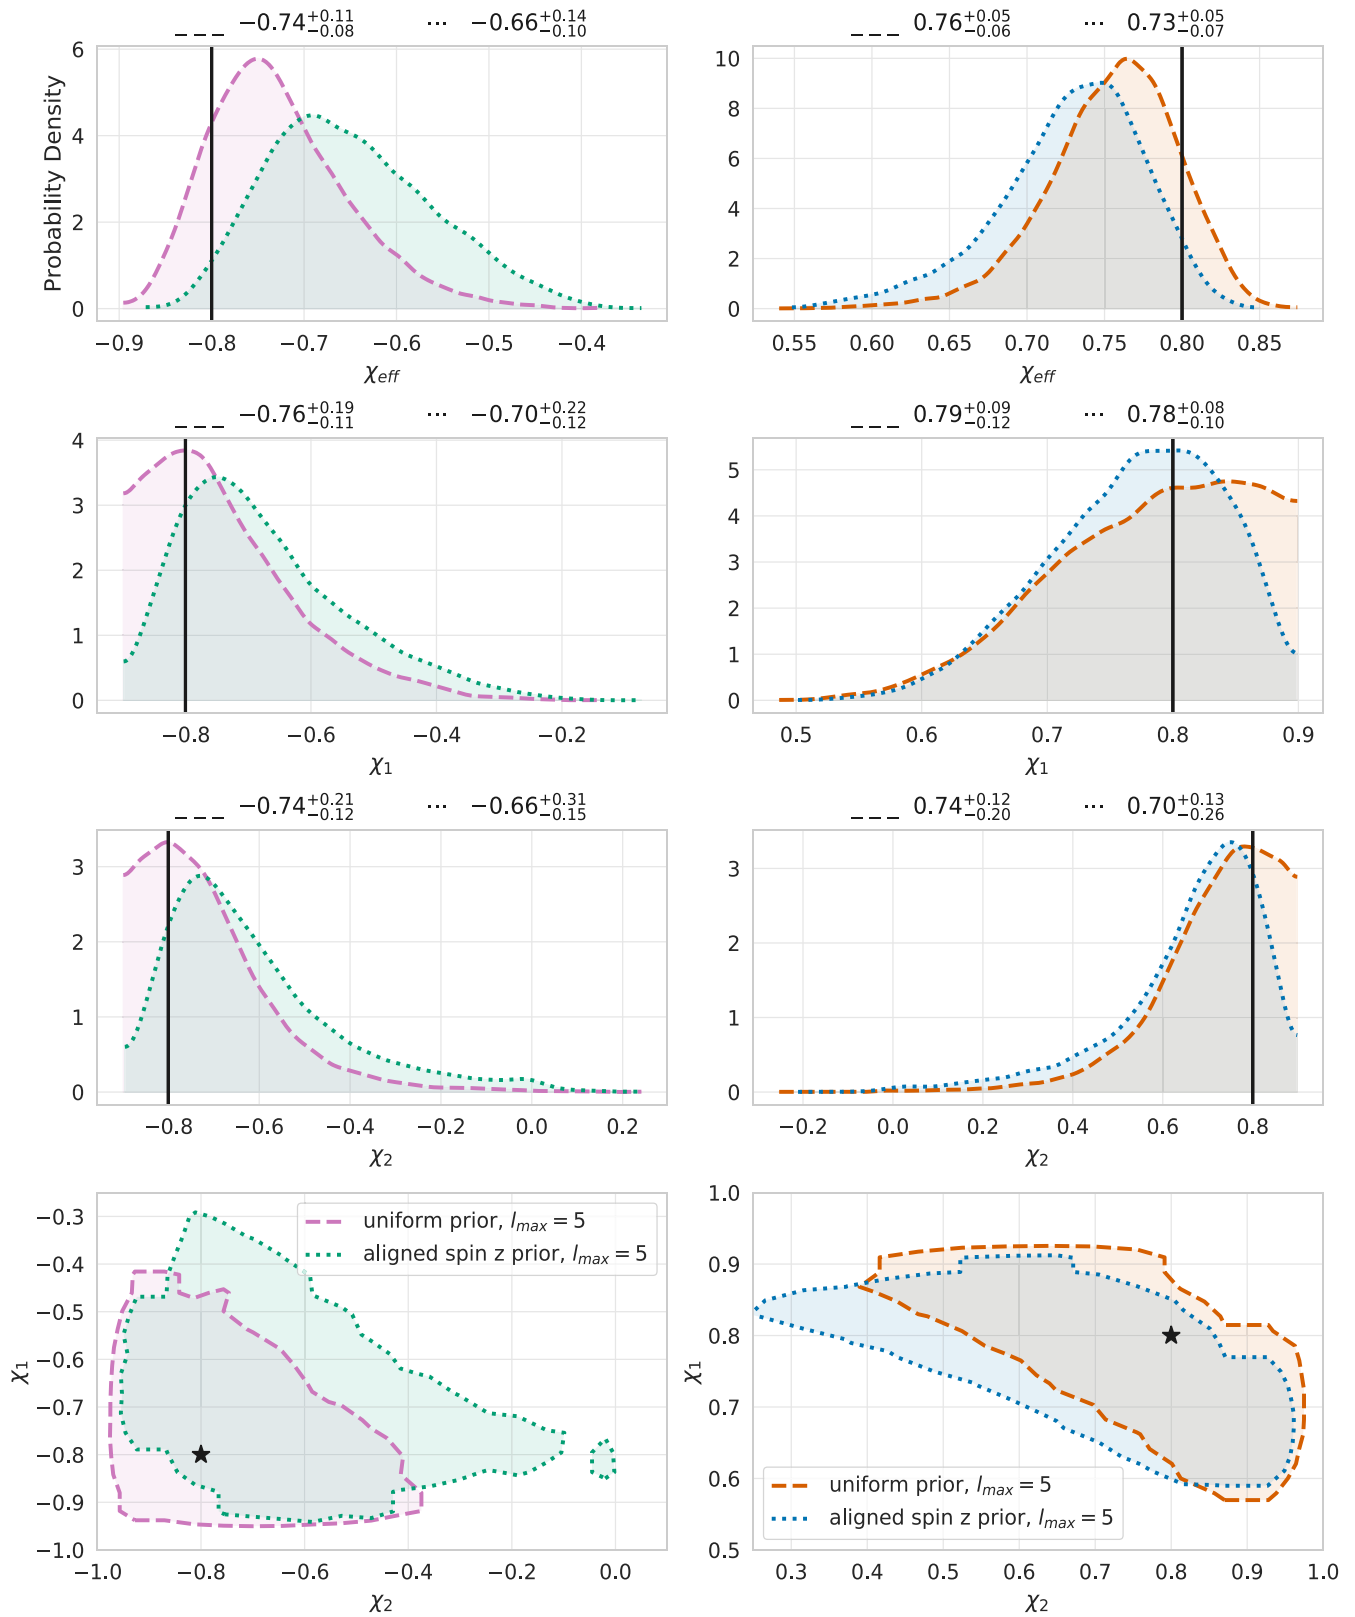 _ _ _ −0.74 +0.11 −0.08 ··· −0.66 +0.14 −0.10
_ _ _ 0.76 +0.05 −0.06 ··· 0.73 +0.05 −0.07
Probability Density
6
4
2
0
−0.9 −0.8 −0.7 −0.6 −0.5 −0.4
χeff
10
8
6
4
2
0
0.55 0.60 0.65 0.70 0.75 0.80 0.85
χeff
_ _ _ −0.76 +0.19 −0.11 ··· −0.70 +0.22 −0.12
_ _ _ 0.79 +0.09 −0.12 ··· 0.78 +0.08 −0.10
4
3
2
1
0
−0.8 −0.6 −0.4 −0.2
χ1
5
4
3
2
1
0
0.5 0.6 0.7 0.8 0.9
χ1
_ _ _ −0.74 +0.21 −0.12 ··· −0.66 +0.31 −0.15
_ _ _ 0.74 +0.12 −0.20 ··· 0.70 +0.13 −0.26
3
2
1
0
−0.8 −0.6 −0.4 −0.2 0.0 0.2
χ2
3
2
1
0
−0.2 0.0 0.2 0.4 0.6 0.8
χ2
χ1
−0.3
−0.4
−0.5
−0.6
−0.7
−0.8
−0.9
−1.0
uniform prior, lmax = 5
aligned spin z prior, lmax = 5
−1.0 −0.8 −0.6 −0.4 −0.2 0.0
χ2
χ1
1.0
0.9
0.8
0.7
0.6
0.5
uniform prior, lmax = 5
aligned spin z prior, lmax = 5
0.3 0.4 0.5 0.6 0.7 0.8 0.9 1.0
χ2